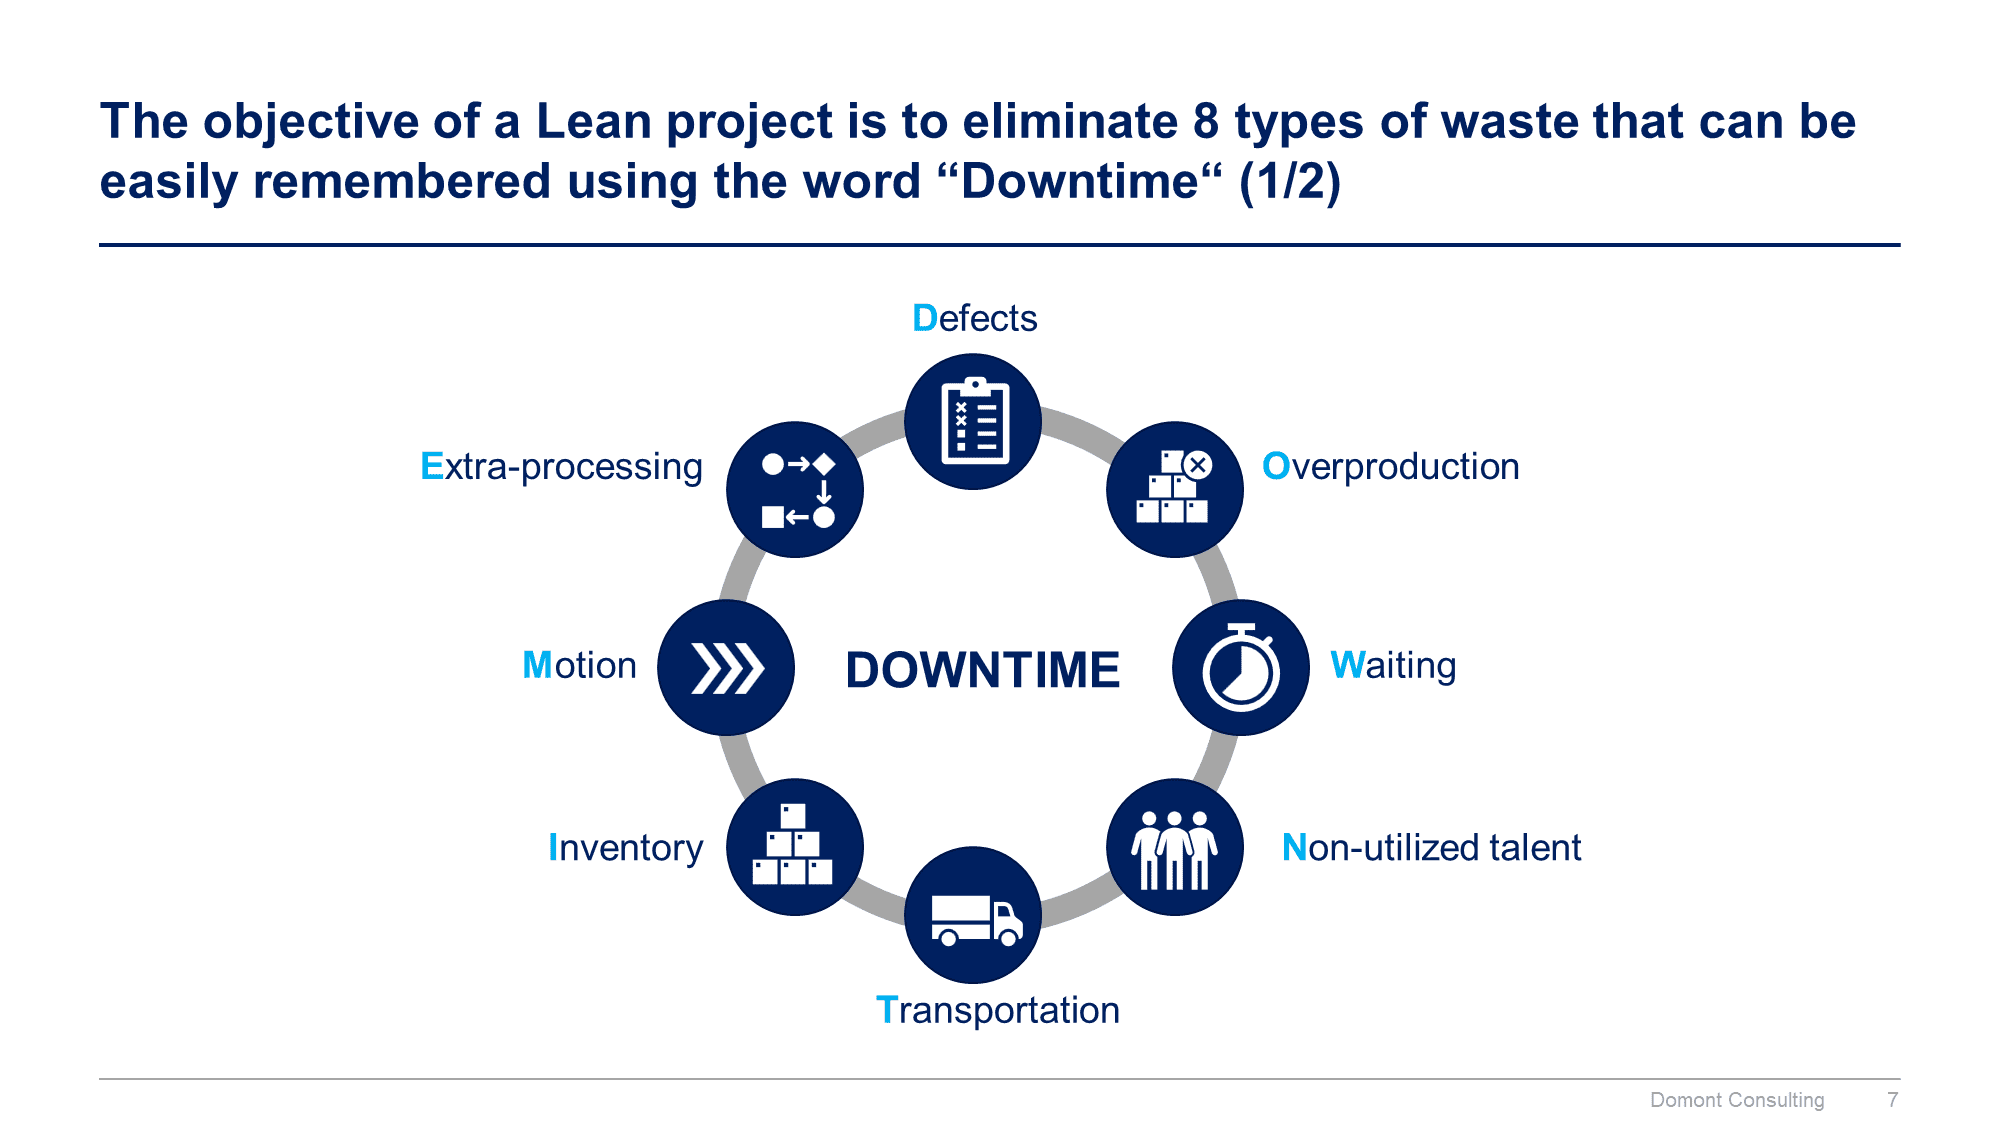 The objective of a Lean project is to eliminate 8 types of waste that can be
easily remembered using the word “Downtime“ (1/2)
Defects
Overproduction
Waiting
Non-utilized talent
Transportation
Inventory
Motion
Extra-processing
DOWNTIME
Domont Consulting 7